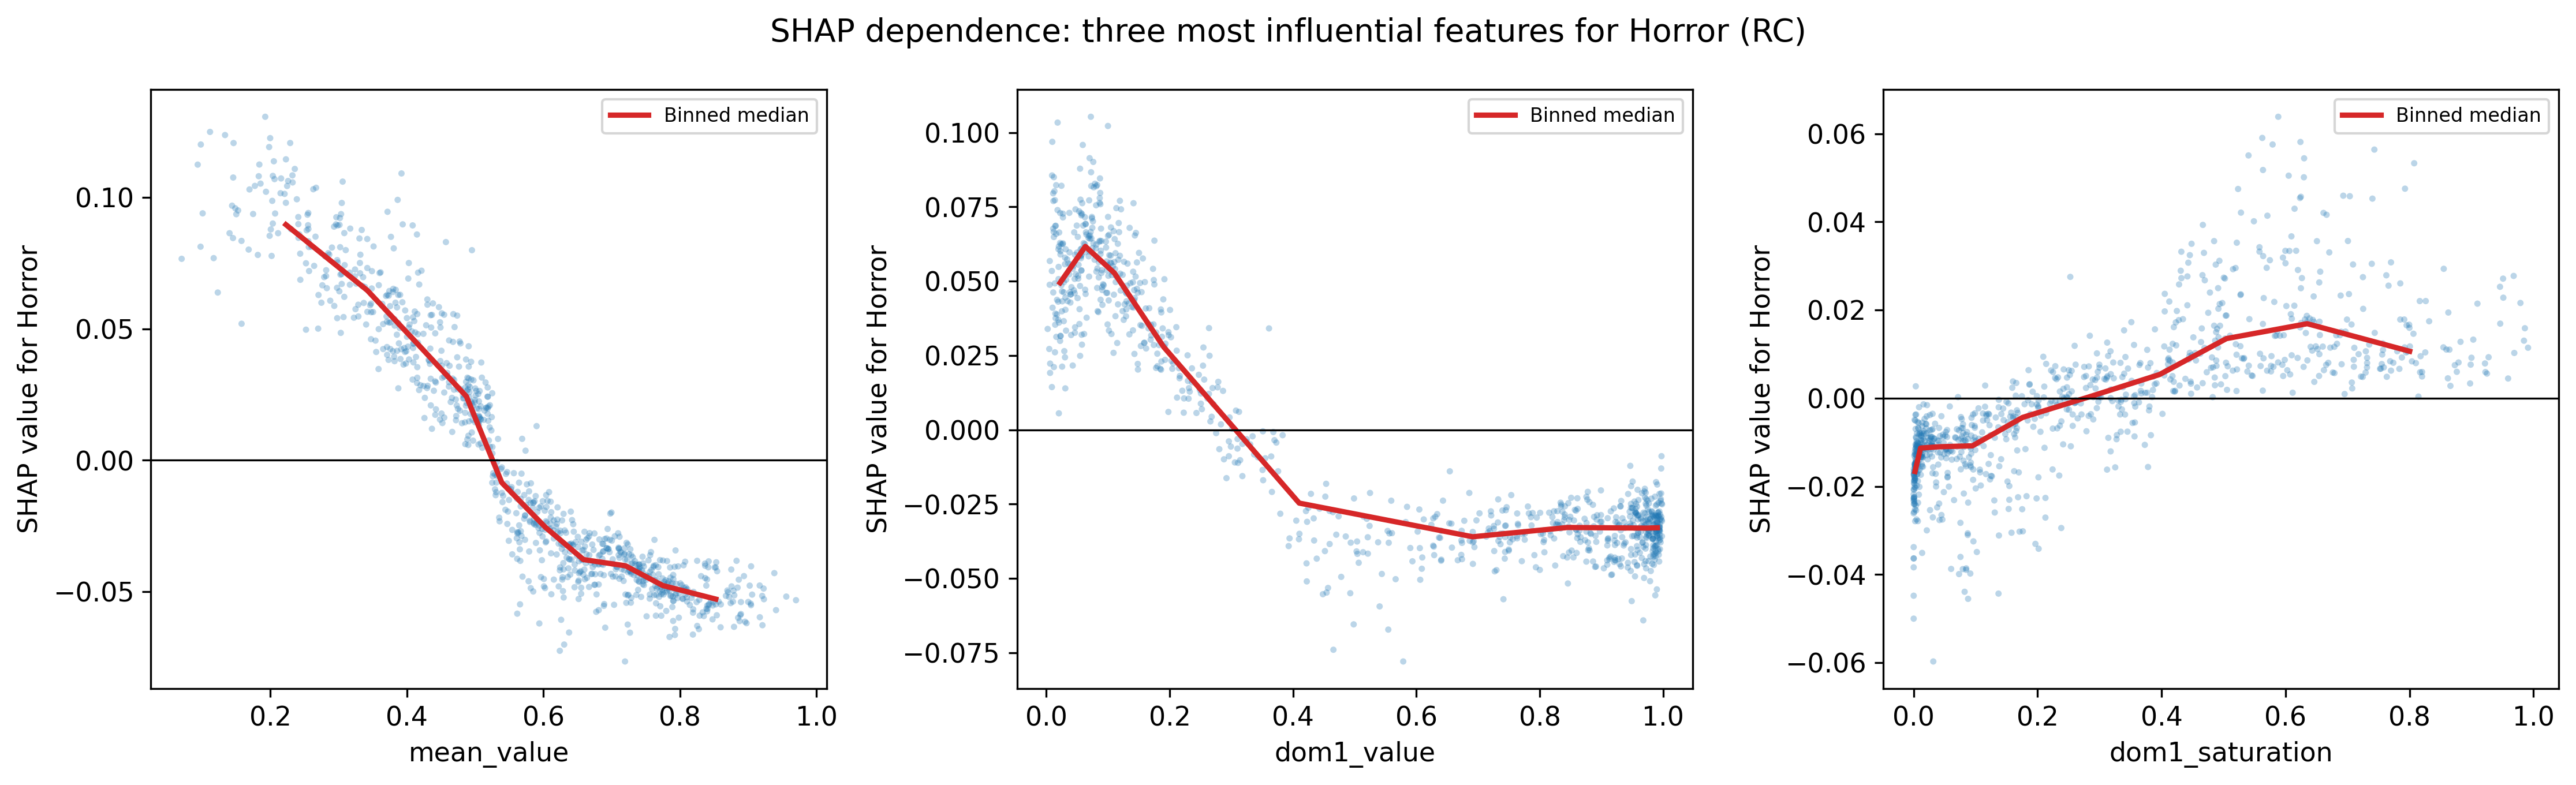 SHAP dependence: three most influential features for Horror (RC)
SHAP value for Horror
0.10
0.05
0.00
−0.05
Binned median
0.2 0.4 0.6 0.8 1.0
mean_value
SHAP value for Horror
0.100
0.075
0.050
0.025
0.000
−0.025
−0.050
−0.075
Binned median
0.0 0.2 0.4 0.6 0.8 1.0
dom1_value
SHAP value for Horror
0.06
0.04
0.02
0.00
−0.02
−0.04
−0.06
Binned median
0.0 0.2 0.4 0.6 0.8 1.0
dom1_saturation